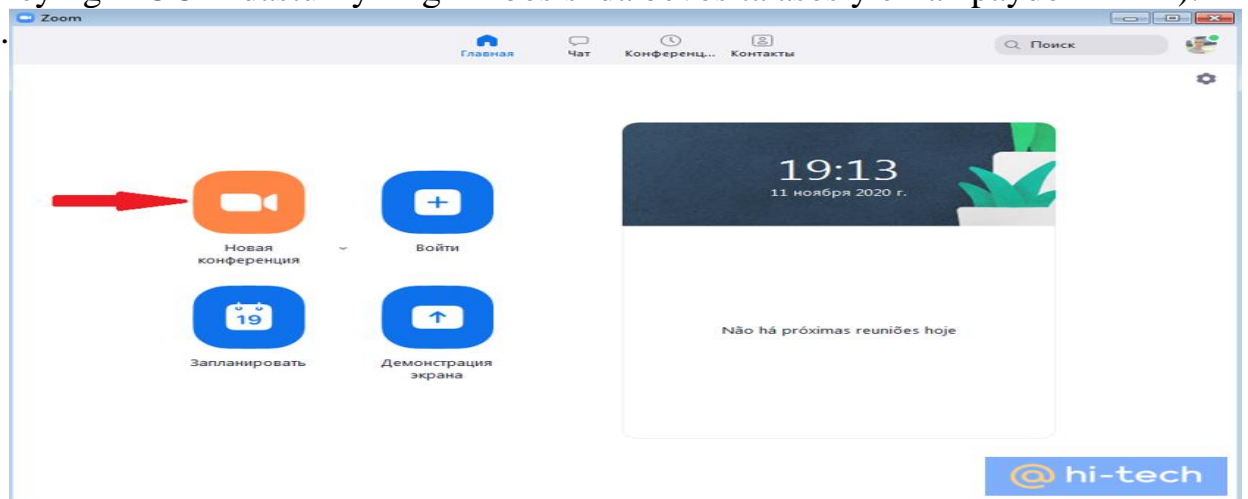 Zoom
Главная
Чат
Конференц...
Контакты
Поиск
19:13
11 ноября 2020 г.
Новая
конференция
Войти
19
Запланировать
Демонстрация
экрана
Não há próximas reuniões hoje
@ hi-tech